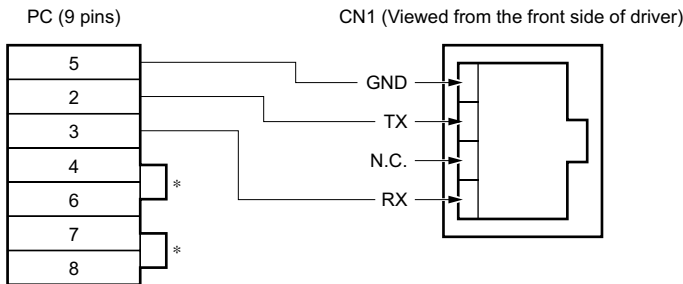 PC (9 pins)
CN1 (Viewed from the front side of driver)
5
2
3
4
6
7
8
*
*
GND
TX
N.C.
RX